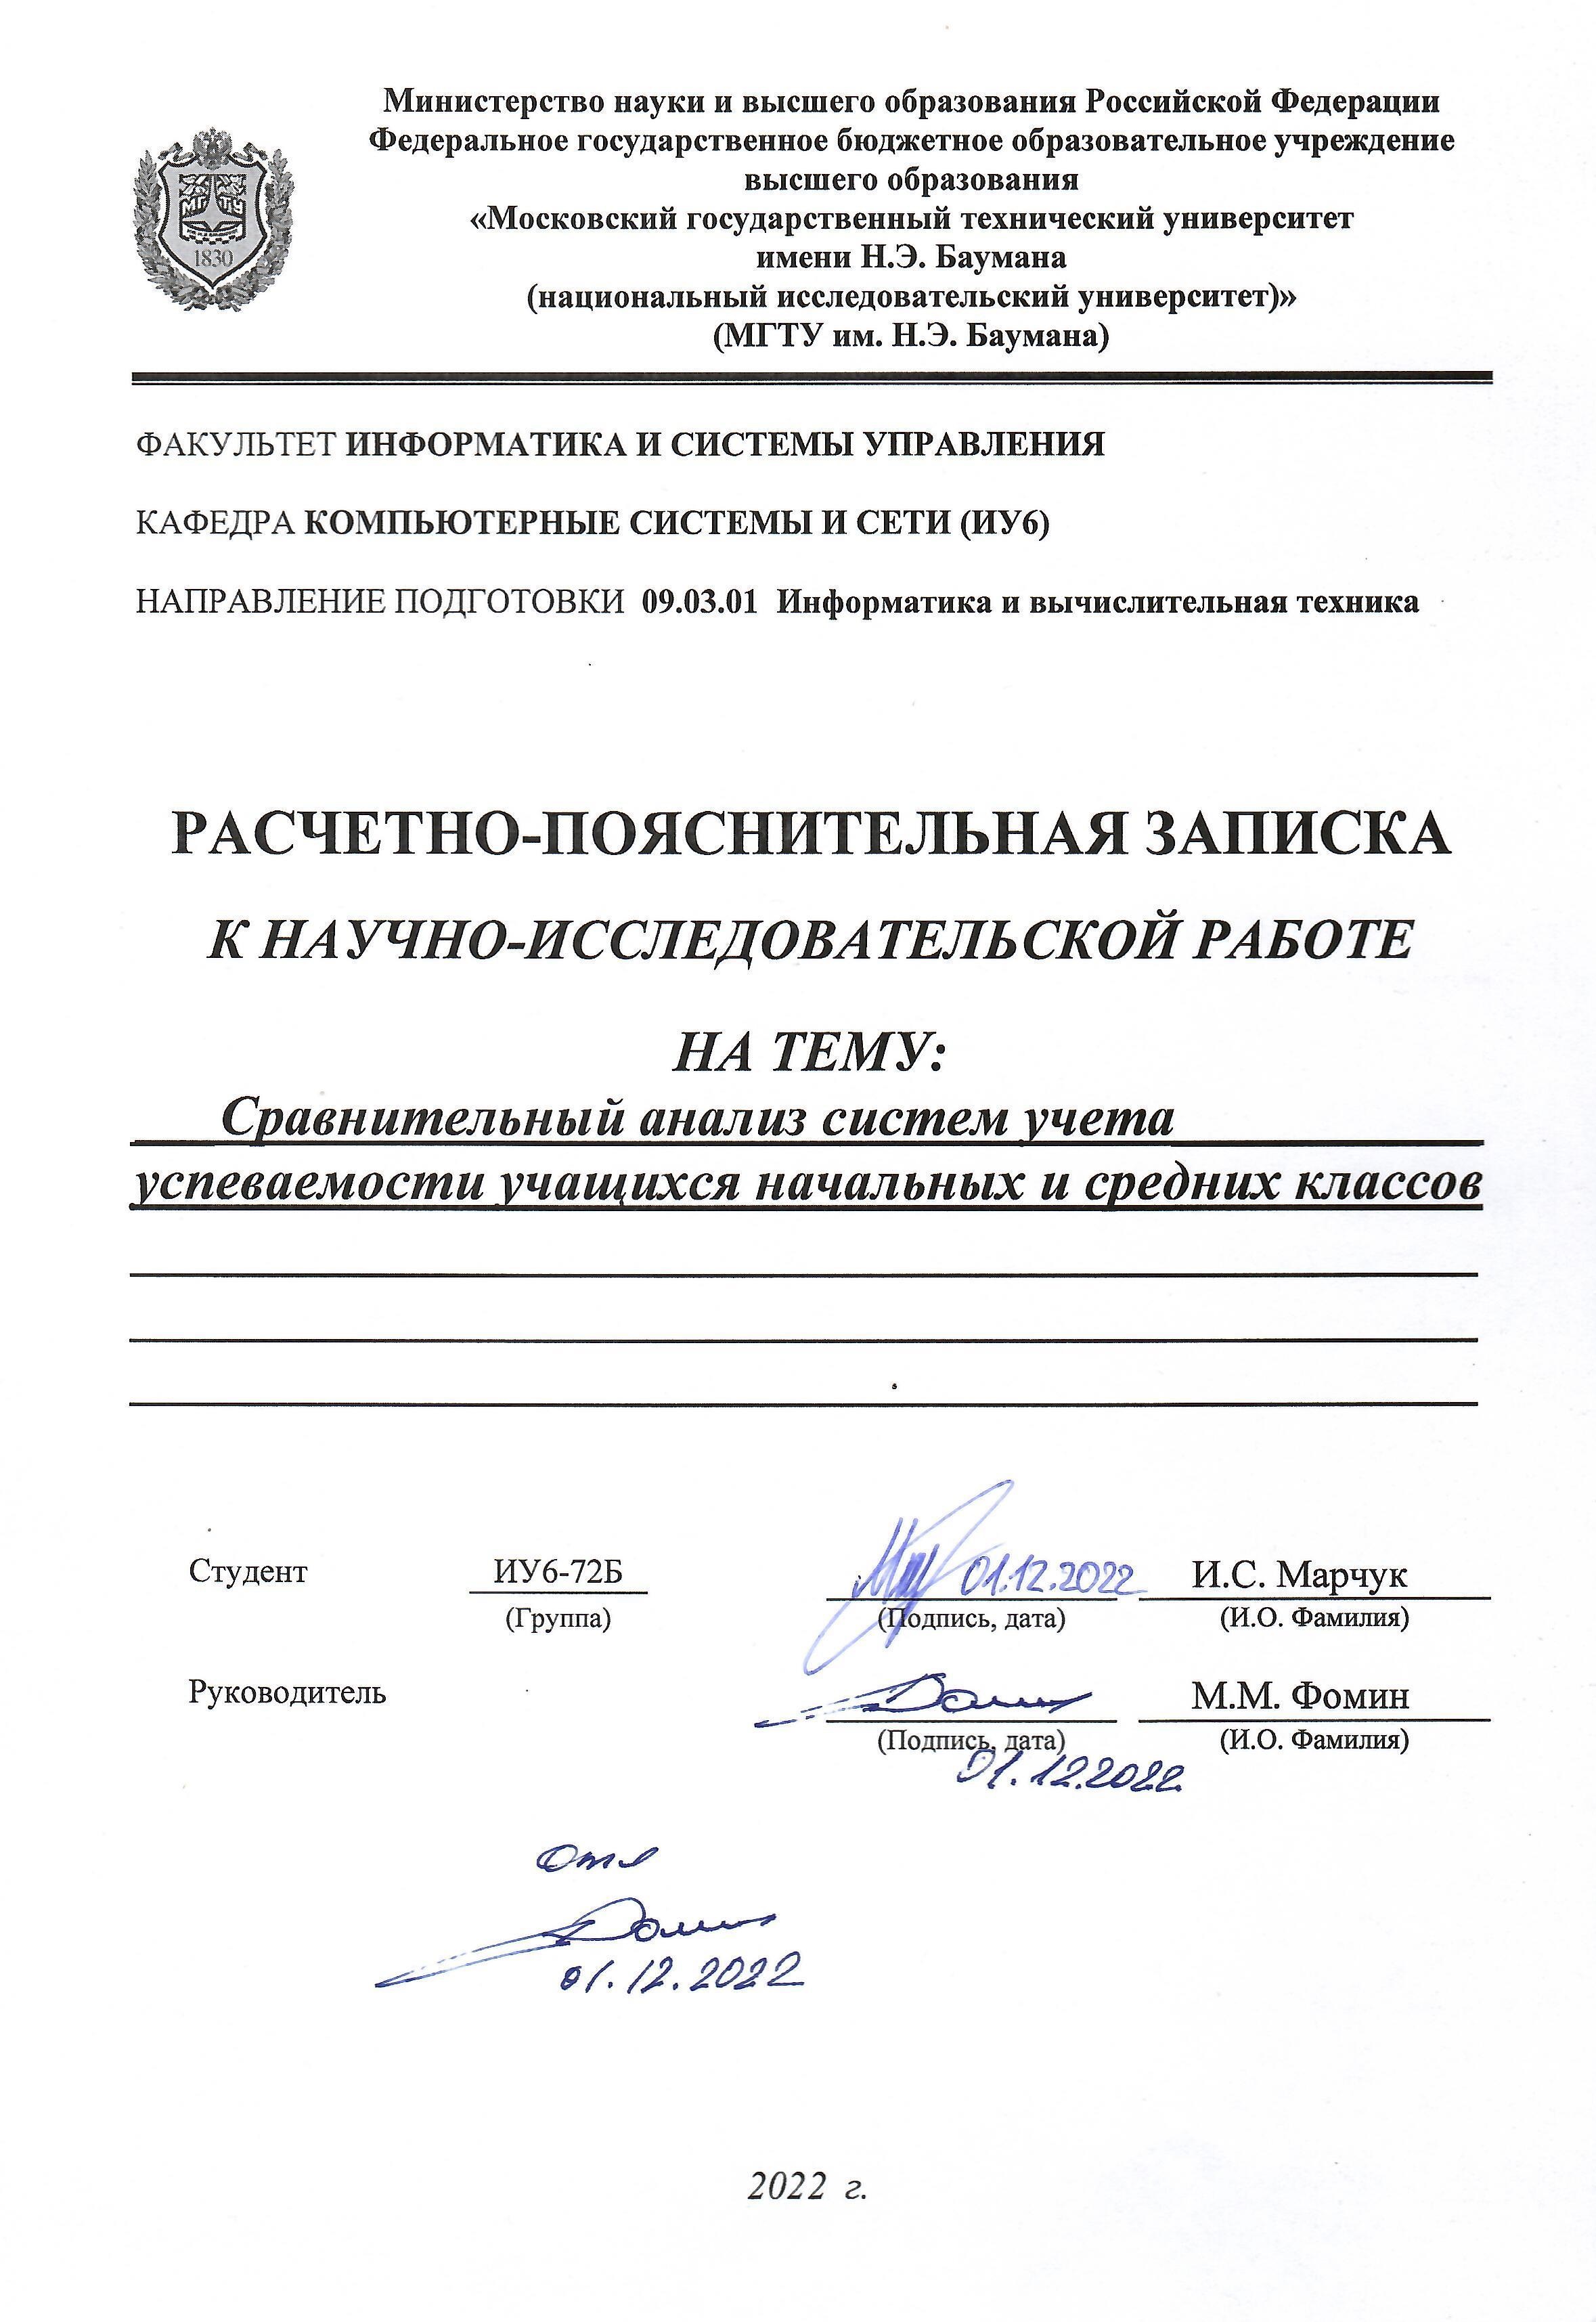 Министерство науки и высшего образования Российской Федерации
Федеральное государственное бюджетное образовательное учреждение
высшего образования
«Московский государственный технический университет
имени Н.Э. Баумана
(национальный исследовательский университет)»
(МГТУ им. Н.Э. Баумана)
МГТУ
1830
ФАКУЛЬТЕТ ИНФОРМАТИКА И СИСТЕМЫ УПРАВЛЕНИЯ
КАФЕДРА КОМПЬЮТЕРНЫЕ СИСТЕМЫ И СЕТИ (ИУ6)
НАПРАВЛЕНИЕ ПОДГОТОВКИ 09.03.01 Информатика и вычислительная техника
РАСЧЕТНО-ПОЯСНИТЕЛЬНАЯ ЗАПИСКА
К НАУЧНО-ИССЛЕДОВАТЕЛЬСКОЙ РАБОТЕ
НА ТЕМУ:
Сравнительный анализ систем учета
успеваемости учащихся начальных и средних классов
Студент ИУ6-72Б 01.12.2022 И.С. Марчук
(Группа) (Подпись, дата) (И.О. Фамилия)
Руководитель М.М. Фомин
(Подпись, дата) (И.О. Фамилия)
01.12.2022
01.12.2022
2022 г.